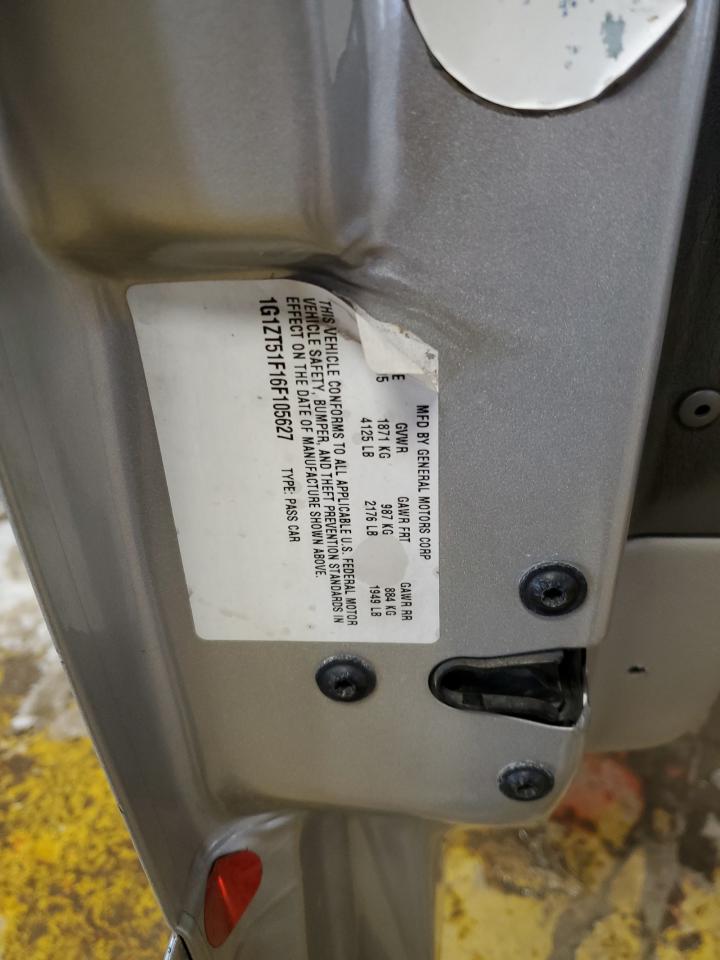 MFD BY GENERAL MOTORS CORP
E GVWR GAWR FRT GAWR RR
5 1871 KG 987 KG 884 KG
4125 LB 2176 LB 1949 LB
THIS VEHICLE CONFORMS TO ALL APPLICABLE U.S. FEDERAL MOTOR
VEHICLE SAFETY, BUMPER, AND THEFT PREVENTION STANDARDS IN
EFFECT ON THE DATE OF MANUFACTURE SHOWN ABOVE.
1G1ZT51F16F105627 TYPE: PASS CAR